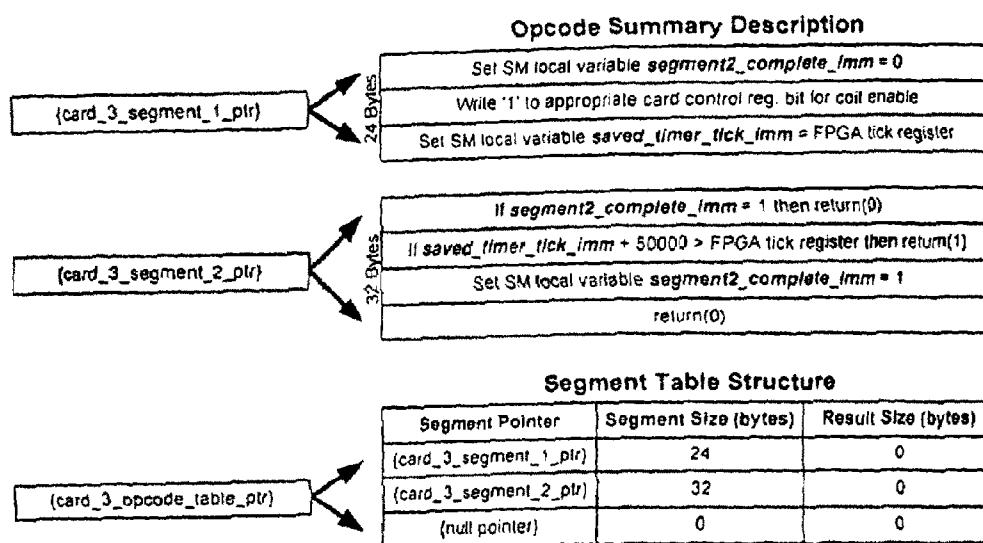 Opcode Summary Description
{card_3_segment_1_ptr}
24 Bytes
Set SM local variable segment2_complete_imm = 0
Write '1' to appropriate card control reg. bit for coil enable
Set SM local variable saved_timer_tick_imm = FPGA tick register
{card_3_segment_2_ptr}
32 Bytes
If segment2_complete_imm = 1 then return(0)
If saved_timer_tick_imm + 50000 > FPGA tick register then return(1)
Set SM local variable segment2_complete_imm = 1
return(0)
Segment Table Structure
Segment Pointer Segment Size (bytes) Result Size (bytes)
{card_3_segment_1_ptr} 24 0
{card_3_segment_2_ptr} 32 0
{null pointer} 0 0
{card_3_opcode_table_ptr}